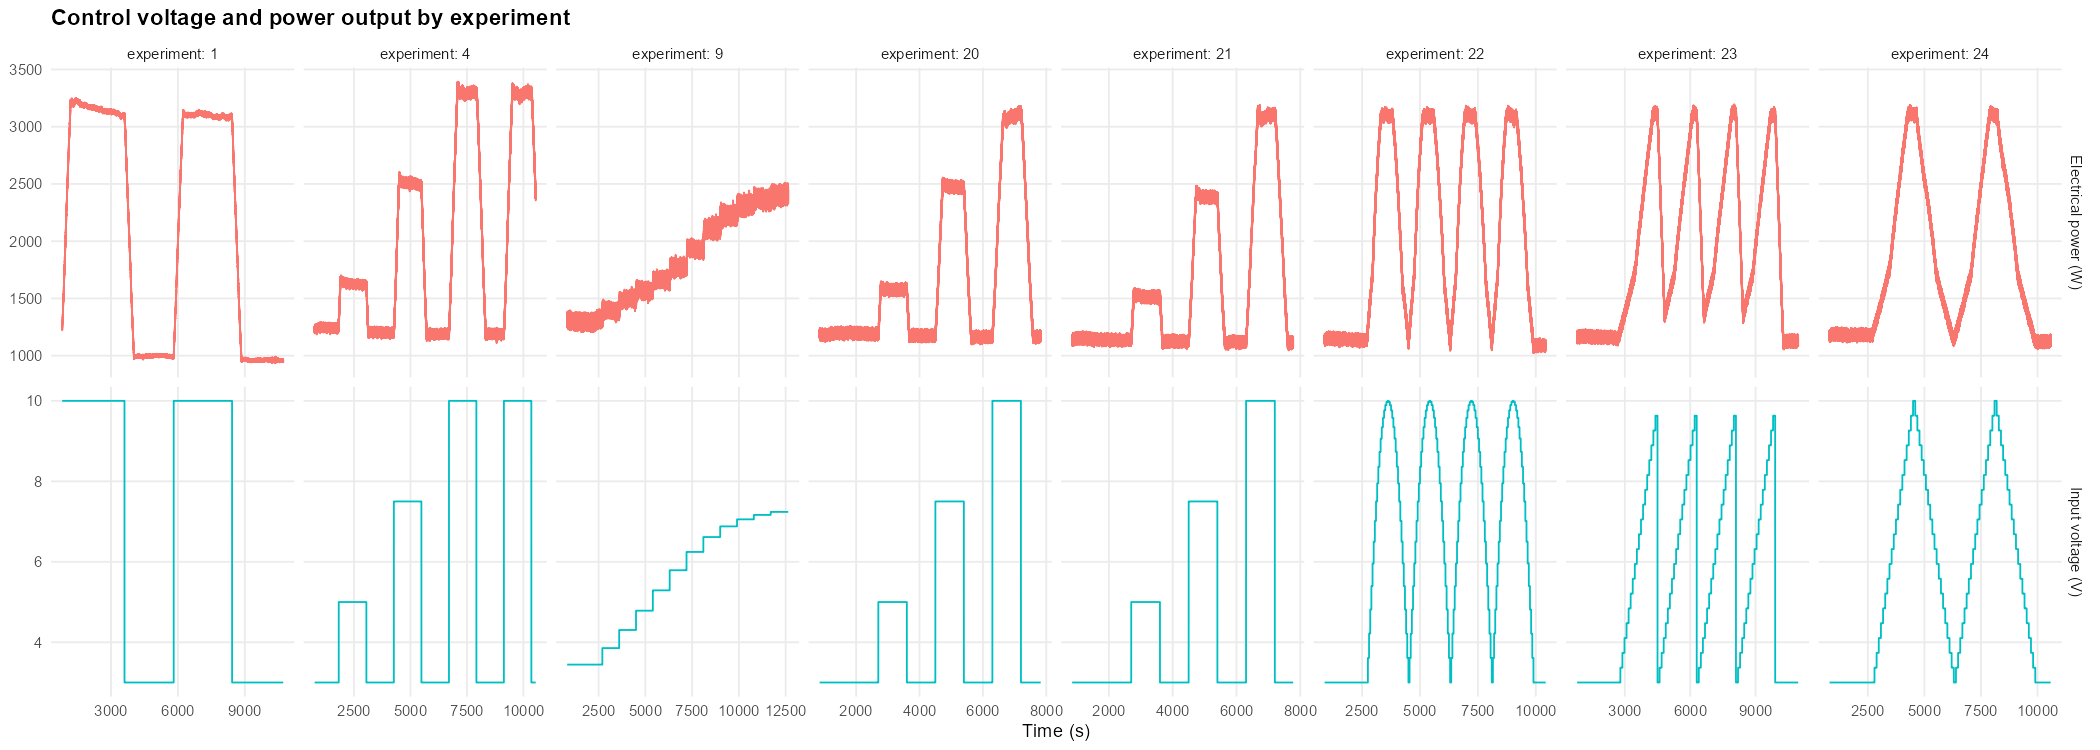 Control voltage and power output by experiment
experiment: 1 experiment: 4 experiment: 9 experiment: 20 experiment: 21 experiment: 22 experiment: 23 experiment: 24
3500
3000
2500
2000
1500
1000
Electrical power (W)
10
8
6
4
Input voltage (V)
3000 6000 9000 2500 5000 7500 10000 2500 5000 7500 10000 12500 2000 4000 6000 8000 2000 4000 6000 8000 2500 5000 7500 10000 3000 6000 9000 2500 5000 7500 10000
Time (s)